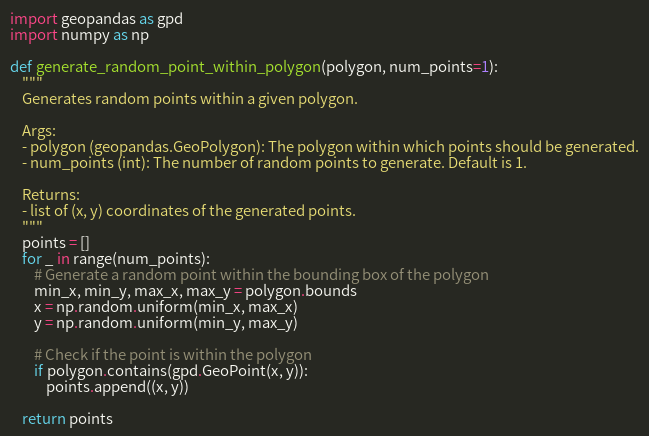 import geopandas as gpd
import numpy as np
def generate_random_point_within_polygon(polygon, num_points=1):
"""
Generates random points within a given polygon.
Args:
- polygon (geopandas.GeoPolygon): The polygon within which points should be generated.
- num_points (int): The number of random points to generate. Default is 1.
Returns:
- list of (x, y) coordinates of the generated points.
"""
points = []
for _ in range(num_points):
# Generate a random point within the bounding box of the polygon
min_x, min_y, max_x, max_y = polygon.bounds
x = np.random.uniform(min_x, max_x)
y = np.random.uniform(min_y, max_y)
# Check if the point is within the polygon
if polygon.contains(gpd.GeoPoint(x, y)):
points.append((x, y))
return points